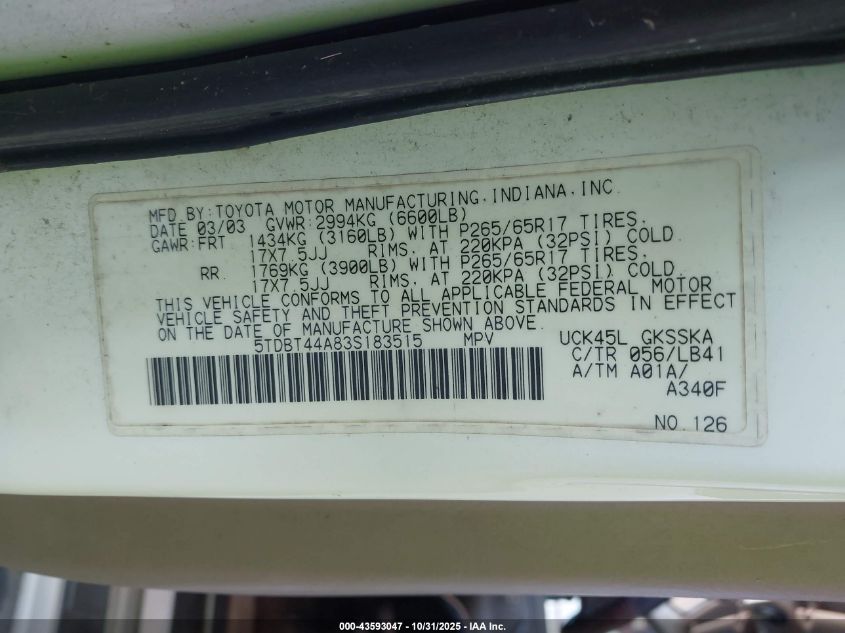 MFD BY:TOYOTA MOTOR MANUFACTURING.INDIANA.INC.
DATE 03/03 GVWR:2994KG (6600LB)
GAWR:FRT 1434KG (3160LB) WITH P265/65R17 TIRES.
17X7.5JJ RIMS. AT 220KPA (32PSI) COLD.
RR. 1769KG (3900LB) WITH P265/65R17 TIRES.
17X7.5JJ RIMS. AT 220KPA (32PSI) COLD.
THIS VEHICLE CONFORMS TO ALL APPLICABLE FEDERAL MOTOR
VEHICLE SAFETY AND THEFT PREVENTION STANDARDS IN EFFECT
ON THE DATE OF MANUFACTURE SHOWN ABOVE.
5TDBT44A83S183515 MPV
UCK45L GKSSKA
C/TR 056/LB41
A/TM A01A/
A340F
NO.126
000-43593047 - 10/31/2025 - IAA Inc.